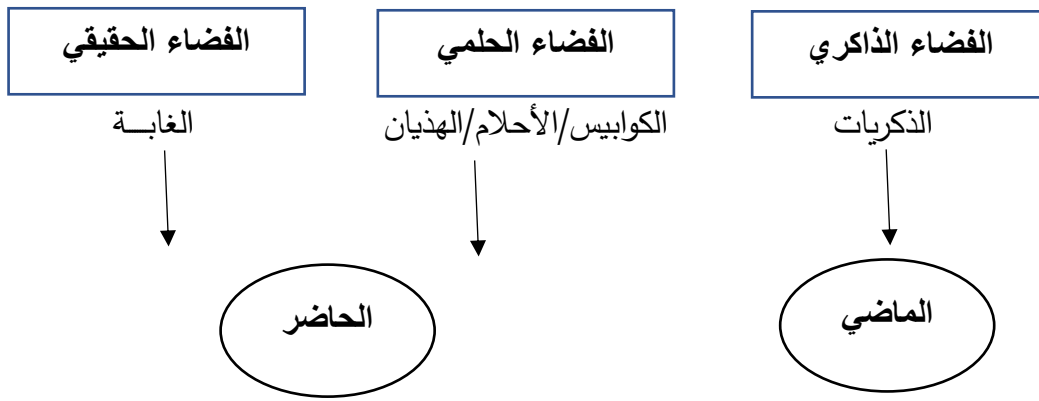 الفضاء الذاكري
الفضاء الحلمي
الفضاء الحقيقي
الذكريات
الكوابيس/الأحلام/الهذيان
الغابــة
الماضي
الحاضر